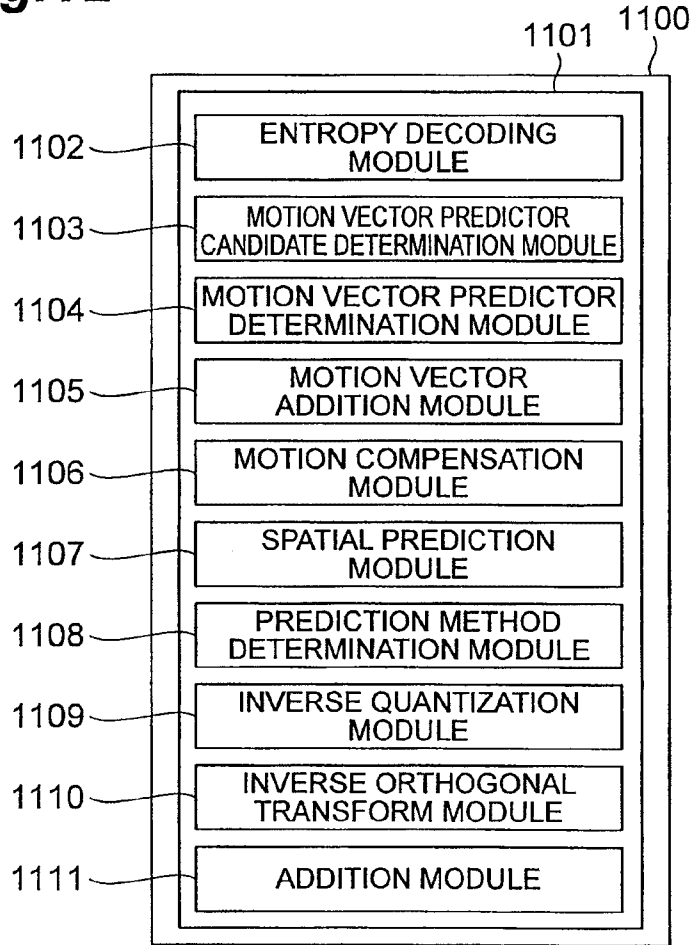 1100
1101
1102 ENTROPY DECODING
MODULE
1103 MOTION VECTOR PREDICTOR
CANDIDATE DETERMINATION MODULE
1104 MOTION VECTOR PREDICTOR
DETERMINATION MODULE
1105 MOTION VECTOR
ADDITION MODULE
1106 MOTION COMPENSATION
MODULE
1107 SPATIAL PREDICTION
MODULE
1108 PREDICTION METHOD
DETERMINATION MODULE
1109 INVERSE QUANTIZATION
MODULE
1110 INVERSE ORTHOGONAL
TRANSFORM MODULE
1111 ADDITION MODULE